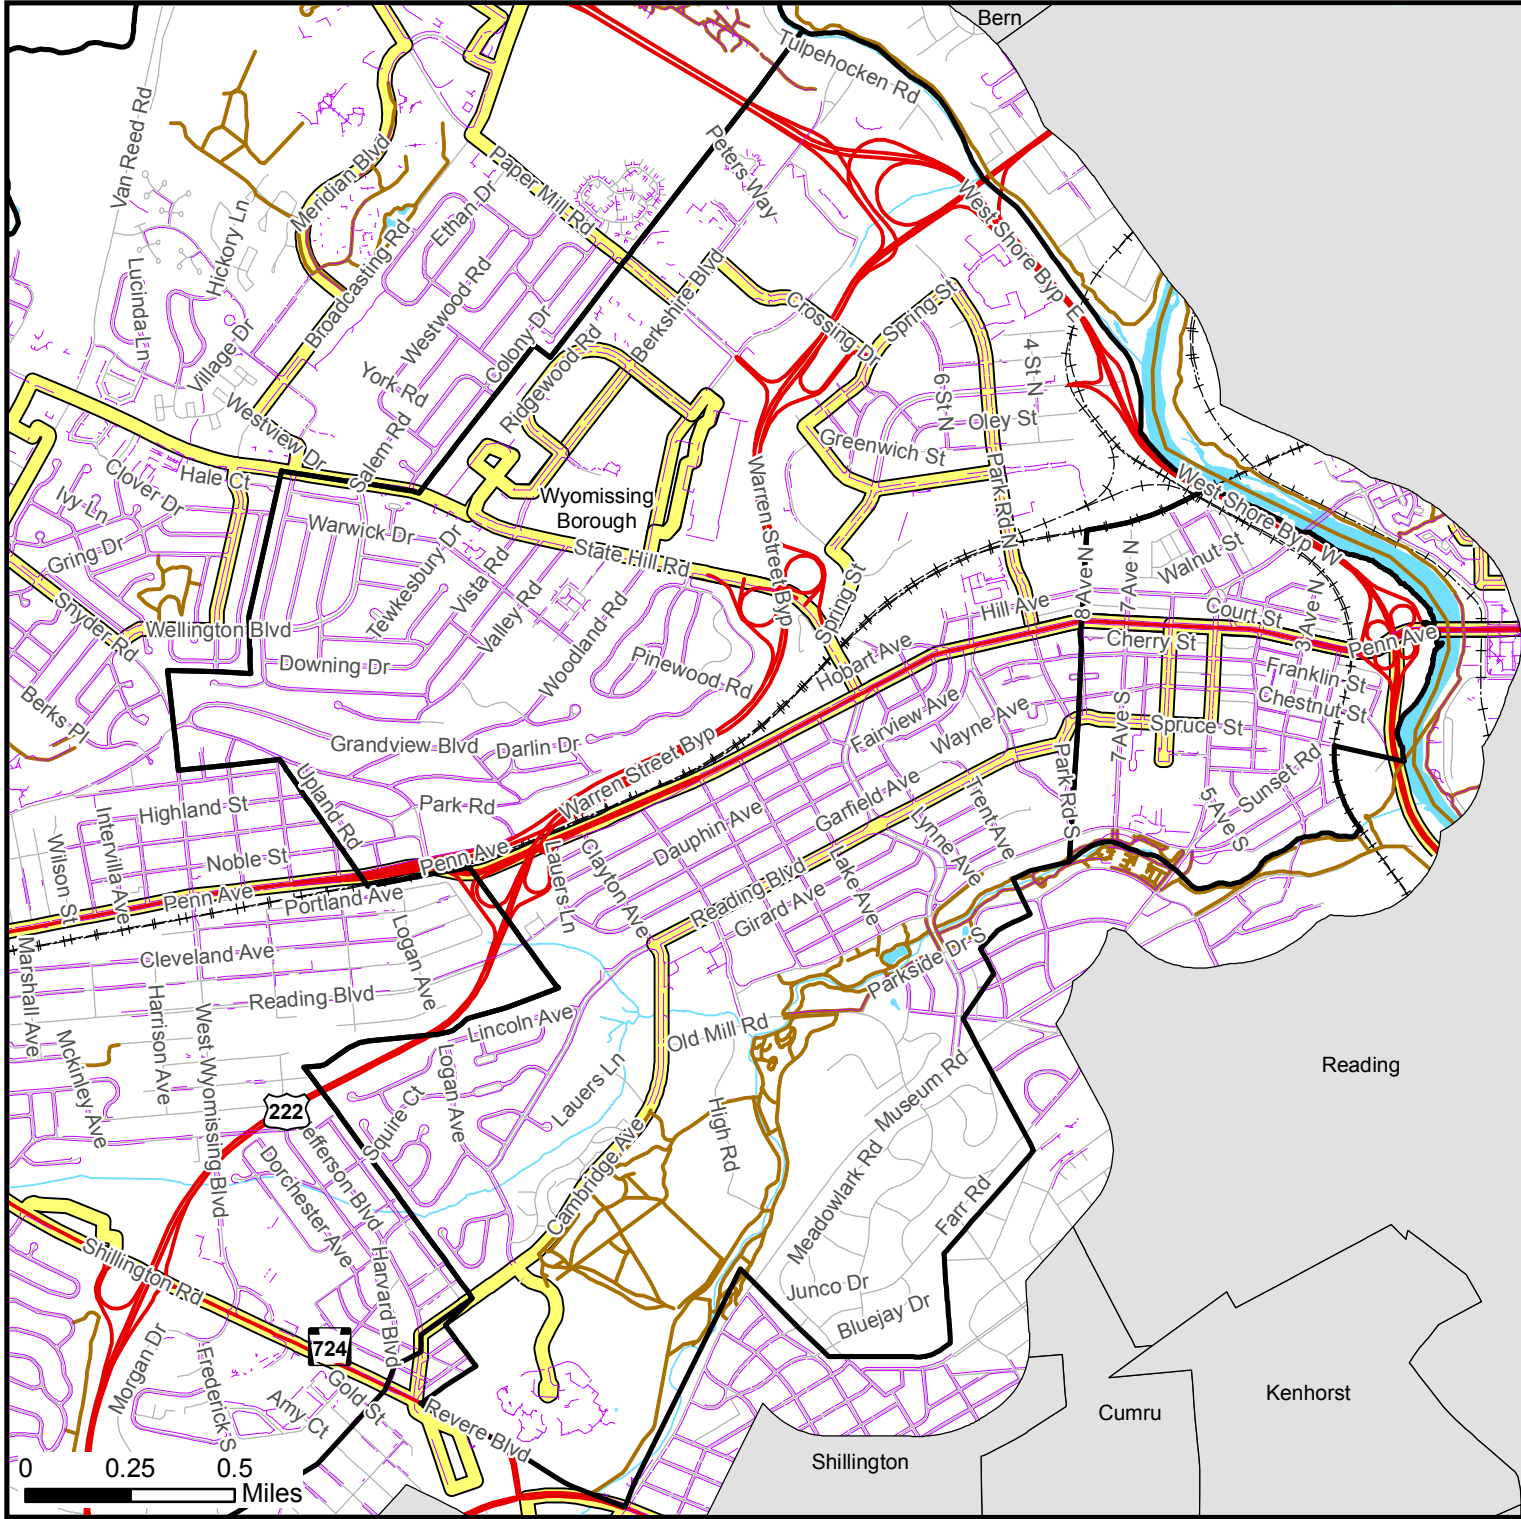 Bern
Tulpehocken Rd
Van Reed Rd
Peters Way
Meridian Blvd
Paper Mill Rd
Ethan Dr
Hickory Ln
Broadcasting Rd
West Shore Byp E
Lucinda Ln
Westwood Rd
Berkshire Blvd
Crossing Dr
Spring St
Village Dr
Colony Dr
Ridgewood Rd
4 St N
York Rd
6 St N
Oley St
Westview Dr
Salem Rd
Greenwich St
Hale Ct
Clover Dr
Ivy Ln
Wyomissing
Borough
Warren Street Byp
Park Rd N
West Shore Byp W
Warwick Dr
Tewkesbury Dr
Gring Dr
State Hill Rd
Vista Rd
Valley Rd
Woodland Rd
Spring St
8 Ave N
7 Ave N
Walnut St
Snyder Rd
Wellington Blvd
Hill Ave
Court St
3 Ave N
Cherry St
Penn Ave
Downing Dr
Pinewood Rd
Hobart Ave
Franklin St
Chestnut St
Berks Pl
Fairview Ave
Wayne Ave
7 Ave S
Spruce St
Grandview Blvd
Darlin Dr
Warren Street Byp
Park Rd S
Sunset Rd
5 Ave S
Upland Rd
Highland St
Park Rd
Garfield Ave
Trent Ave
Intervilla Ave
Wilson St
Noble St
Penn Ave
Dauphin Ave
Lynne Ave
Lauers Ln
Clayton Ave
Lake Ave
Reading Blvd
Girard Ave
Penn Ave
Portland Ave
Logan Ave
Cleveland Ave
Marshall Ave
Reading Blvd
Parkside Dr S
Harrison Ave
West Wyomissing Blvd
Lincoln Ave
Old Mill Rd
Mckinley Ave
Logan Ave
Lauers Ln
Museum Rd
Reading
222
Squire Ct
Jefferson Blvd
High Rd
Dorchester Ave
Cambridge Ave
Meadowlark Rd
Farr Rd
Shillington Rd
Harvard Blvd
Junco Dr
Bluejay Dr
724
Morgan Dr
Frederick S
Gold St
Amy Ct
Revere Blvd
Kenhorst
Cumru
Shillington
0 0.25 0.5
Miles